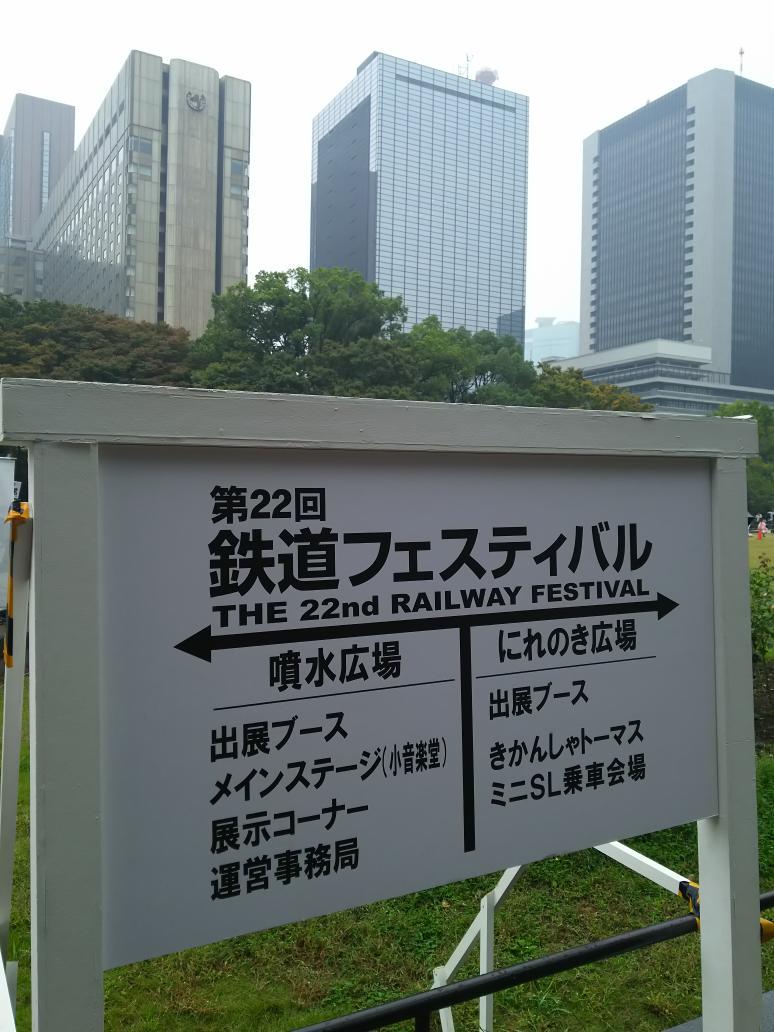 第22回
鉄道フェスティバル
THE 22nd RAILWAY FESTIVAL
噴水広場
出展ブース
メインステージ(小音楽堂)
展示コーナー
運営事務局
にれのき広場
出展ブース
きかんしゃトーマス
ミニSL乗車会場